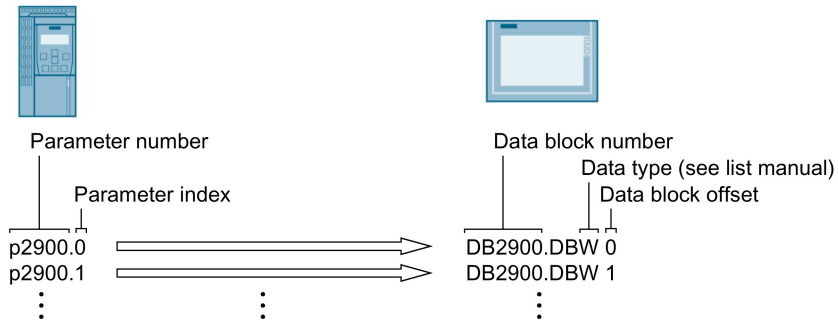 Parameter number
Data block number
Data type (see list manual)
Parameter index
Data block offset
p2900.0
DB2900.DBW 0
p2900.1
DB2900.DBW 1